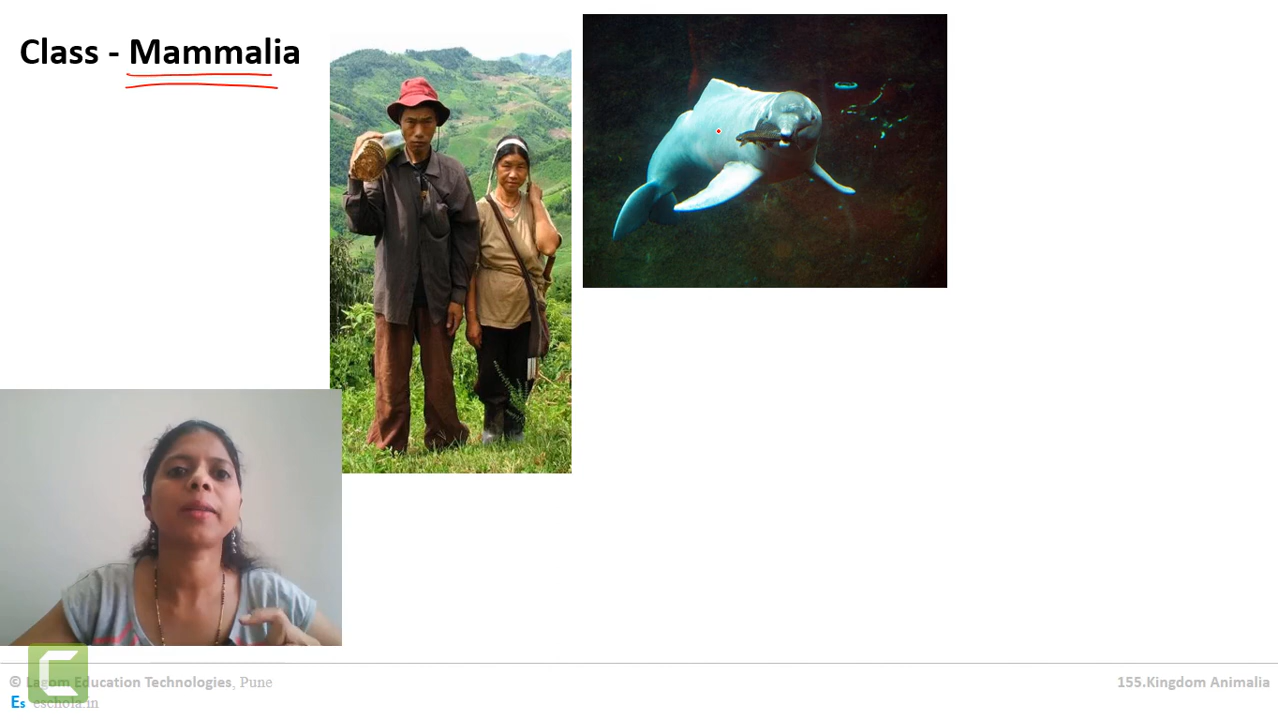 Class - Mammalia
© Lagom Education Technologies, Pune
155.Kingdom Animalia
Es eschola.in